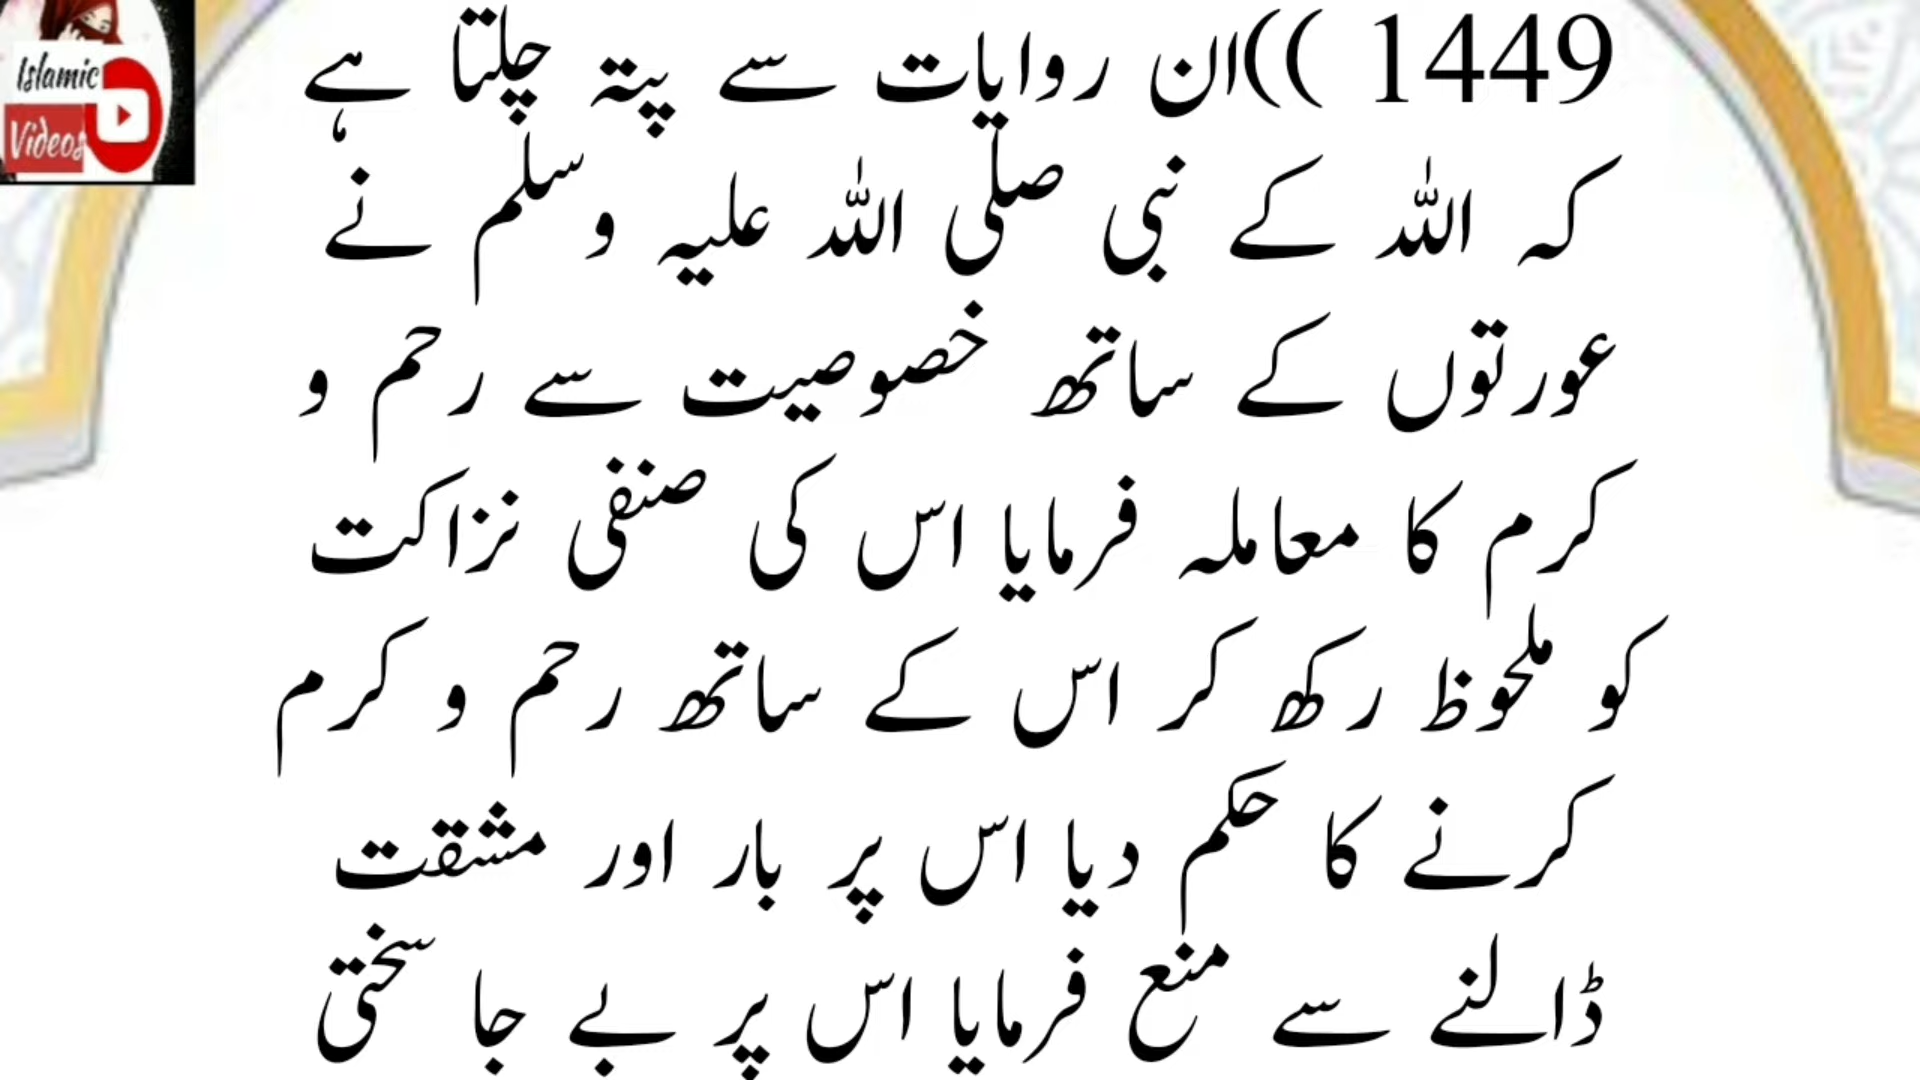 Islamic
Videos
1449 ))ان روایات سے پتہ چلتا ہے
کہ اللہ کے نبی صلی اللہ علیہ وسلم نے
عورتوں کے ساتھ خصوصیت سے رحم و
کرم کا معاملہ فرمایا اس کی صنفی نزاکت
کو ملحوظ رکھ کر اس کے ساتھ رحم و کرم
کرنے کا حکم دیا اس پر بار اور مشقت
ڈالنے سے منع فرمایا اس پر بے جا سختی